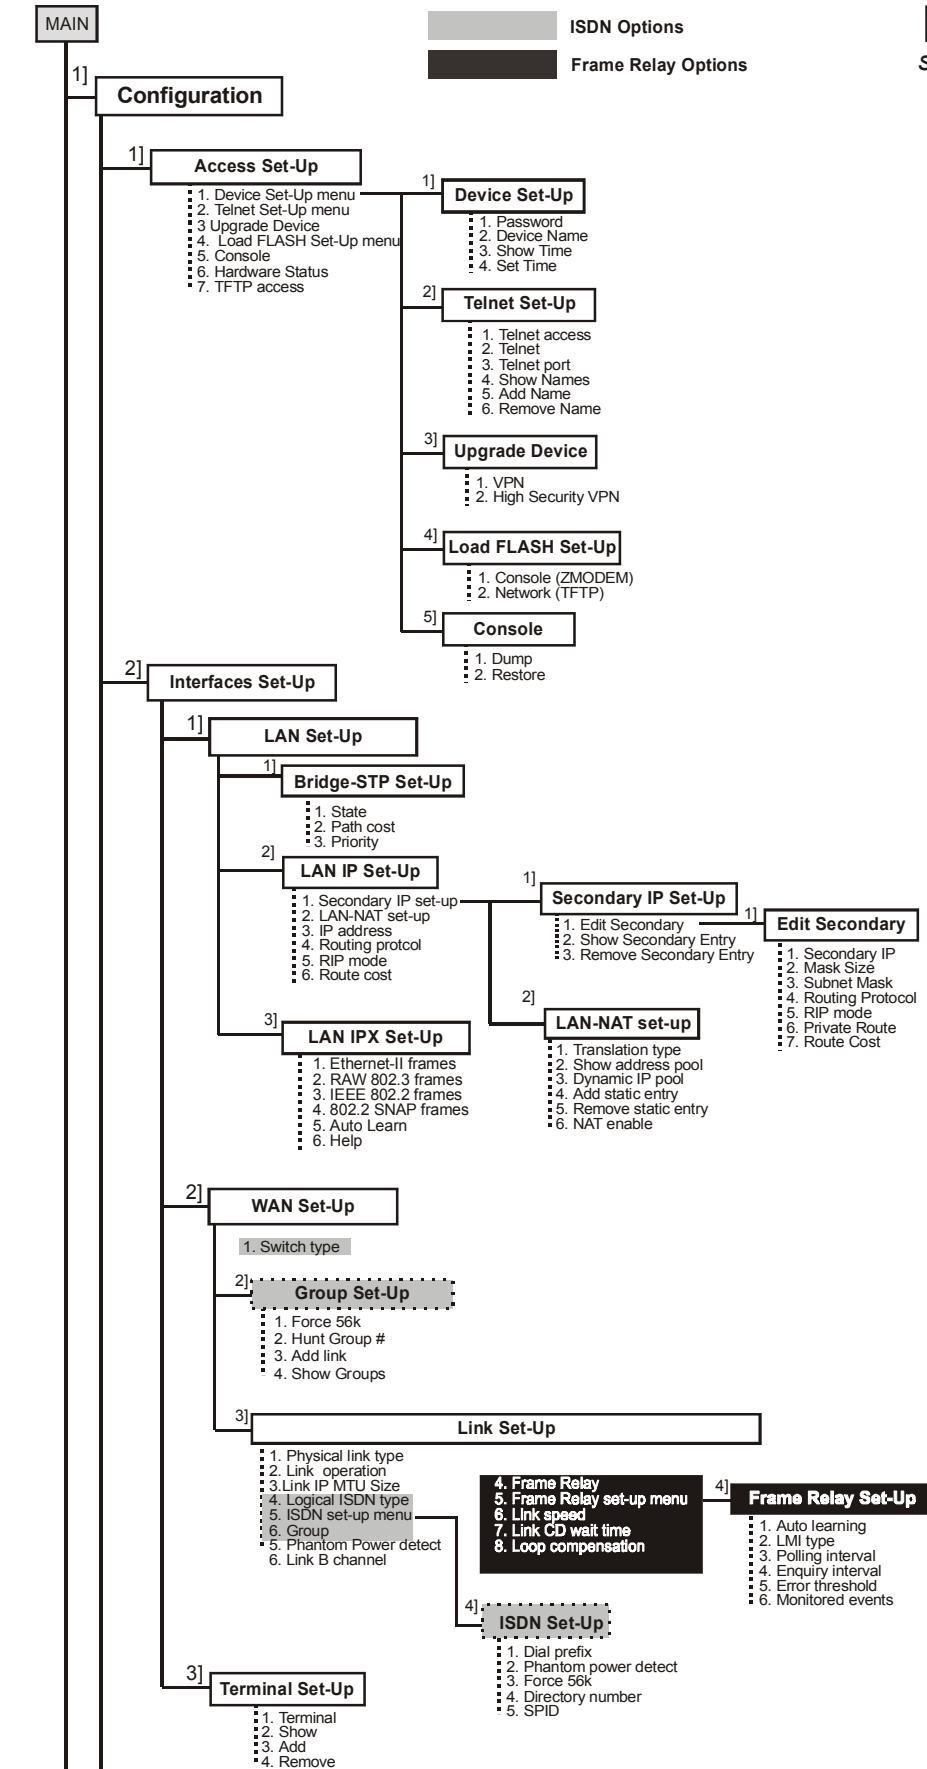 MAIN
ISDN Options
Frame Relay Options
S
1]
Configuration
1]
Access Set-Up
1. Device Set-Up menu
2. Telnet Set-Up menu
3 Upgrade Device
4. Load FLASH Set-Up menu
5. Console
6. Hardware Status
7. TFTP access
1]
Device Set-Up
1. Password
2. Device Name
3. Show Time
4. Set Time
2]
Telnet Set-Up
1. Telnet access
2. Telnet
3. Telnet port
4. Show Names
5. Add Name
6. Remove Name
3]
Upgrade Device
1. VPN
2. High Security VPN
4]
Load FLASH Set-Up
1. Console (ZMODEM)
2. Network (TFTP)
5]
Console
1. Dump
2. Restore
2]
Interfaces Set-Up
1]
LAN Set-Up
1]
Bridge-STP Set-Up
1. State
2. Path cost
3. Priority
2]
LAN IP Set-Up
1. Secondary IP set-up
2. LAN-NAT set-up
3. IP address
4. Routing protcol
5. RIP mode
6. Route cost
1]
Secondary IP Set-Up
1. Edit Secondary
2. Show Secondary Entry
3. Remove Secondary Entry
1]
Edit Secondary
1. Secondary IP
2. Mask Size
3. Subnet Mask
4. Routing Protocol
5. RIP mode
6. Private Route
7. Route Cost
2]
LAN-NAT set-up
1. Translation type
2. Show address pool
3. Dynamic IP pool
4. Add static entry
5. Remove static entry
6. NAT enable
3]
LAN IPX Set-Up
1. Ethernet-II frames
2. RAW 802.3 frames
3. IEEE 802.2 frames
4. 802.2 SNAP frames
5. Auto Learn
6. Help
2]
WAN Set-Up
1. Switch type
2]
Group Set-Up
1. Force 56k
2. Hunt Group #
3. Add link
4. Show Groups
3]
Link Set-Up
1. Physical link type
2. Link operation
3.Link IP MTU Size
4. Logical ISDN type
5. ISDN set-up menu
6. Group
5. Phantom Power detect
6. Link B channel
4. Frame Relay
5. Frame Relay set-up menu
6. Link speed
7. Link CD wait time
8. Loop compensation
4]
Frame Relay Set-Up
1. Auto learning
2. LMI type
3. Polling interval
4. Enquiry interval
5. Error threshold
6. Monitored events
4]
ISDN Set-Up
1. Dial prefix
2. Phantom power detect
3. Force 56k
4. Directory number
5. SPID
3]
Terminal Set-Up
1. Terminal
2. Show
3. Add
4. Remove